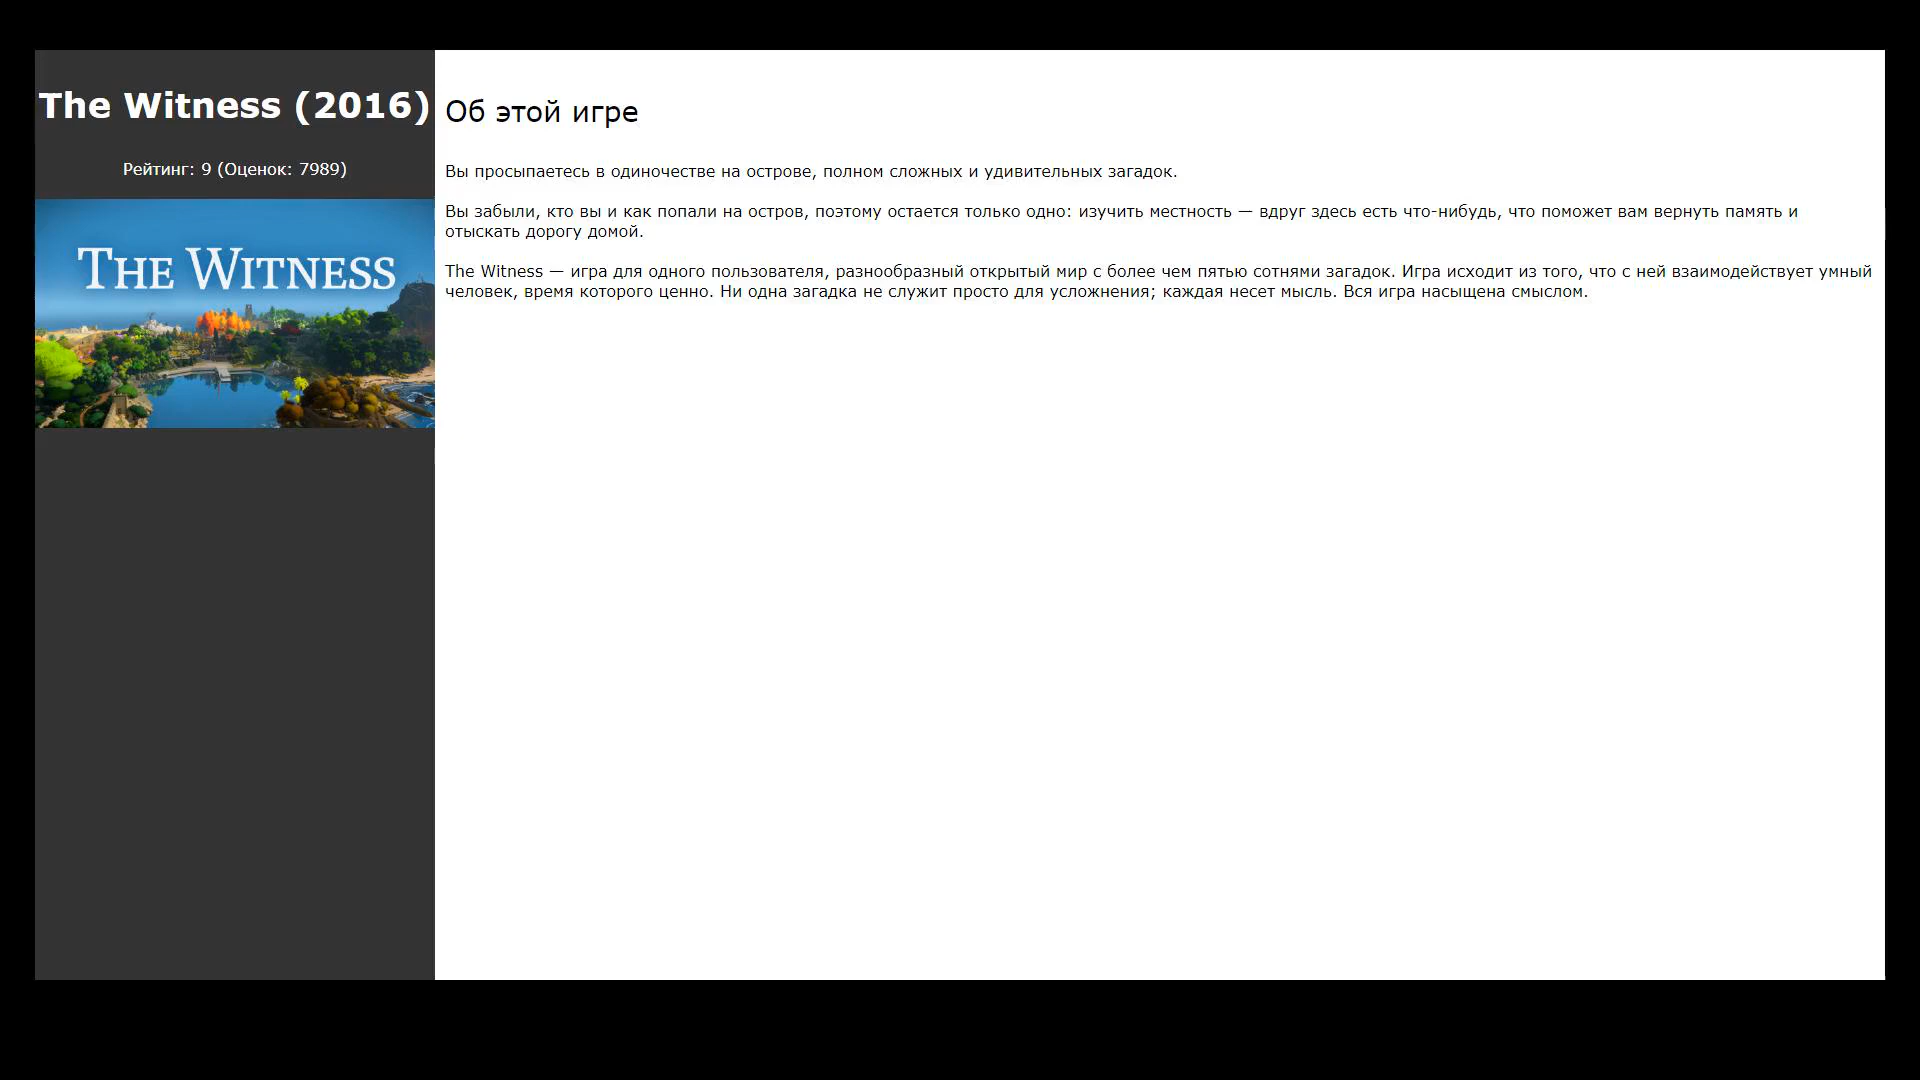 The Witness (2016)
Рейтинг: 9 (Оценок: 7989)
THE WITNESS
Об этой игре
Вы просыпаетесь в одиночестве на острове, полном сложных и удивительных загадок.
Вы забыли, кто вы и как попали на остров, поэтому остается только одно: изучить местность — вдруг здесь есть что-нибудь, что поможет вам вернуть память и
отыскать дорогу домой.
The Witness — игра для одного пользователя, разнообразный открытый мир с более чем пятью сотнями загадок. Игра исходит из того, что с ней взаимодействует умный
человек, время которого ценно. Ни одна загадка не служит просто для усложнения; каждая несет мысль. Вся игра насыщена смыслом.